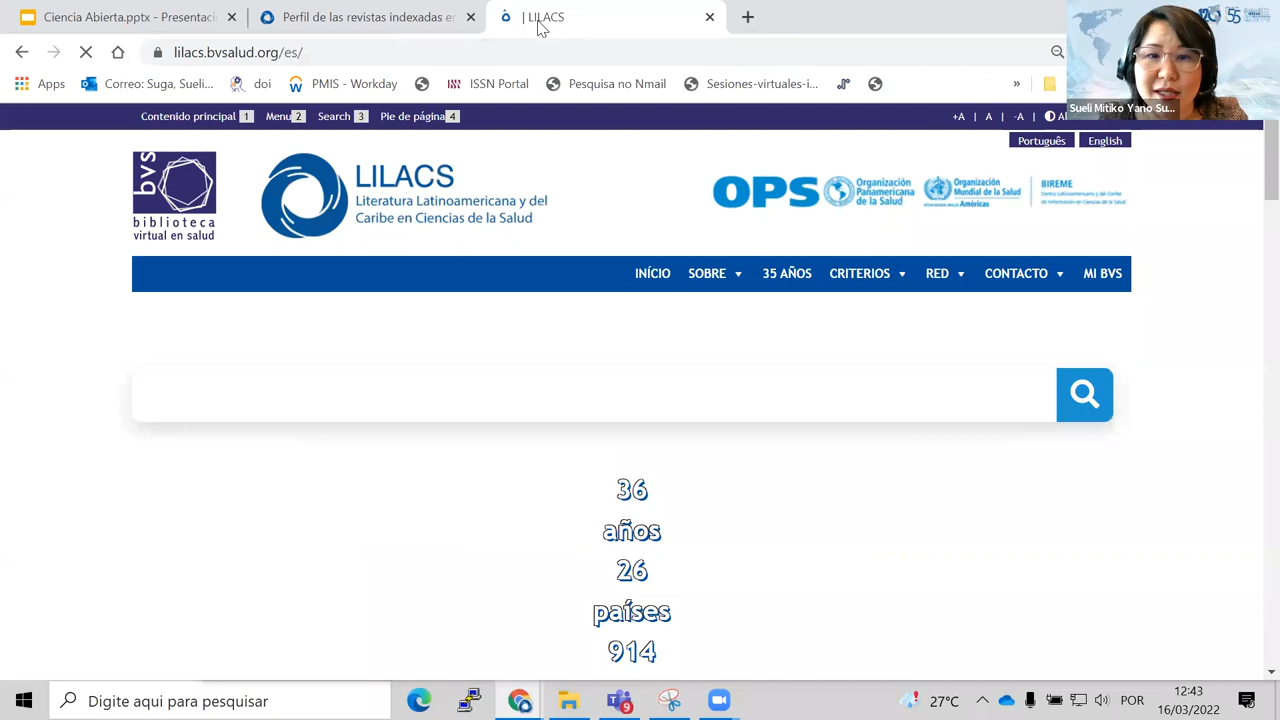 Ciencia Abierta.pptx - Presentaci
Perfil de las revistas indexadas en
| LILACS
lilacs.bvsalud.org/es/
Apps
Correo: Suga, Sueli...
doi
PMIS - Workday
ISSN Portal
Pesquisa no Nmail
Sesiones-virtuales-i...
»
Sueli Mitiko Yano Su...
Contenido principal 1
Menu 2
Search 3
Pie de página 4
+A | A | -A | Al
Português
English
bvs
biblioteca
virtual en salud
LILACS
Literatura Latinoamericana y del
Caribe en Ciencias de la Salud
OPS
Organización
Panamericana
de la Salud
Organización
Mundial de la Salud
Américas
BIREME
Centro Latinoamericano y del Caribe
de Información en Ciencias de la Salud
INÍCIO
SOBRE
35 AÑOS
CRITERIOS
RED
CONTACTO
MI BVS
36
años
26
países
914
Digite aqui para pesquisar
9
27°C
POR
12:43
16/03/2022